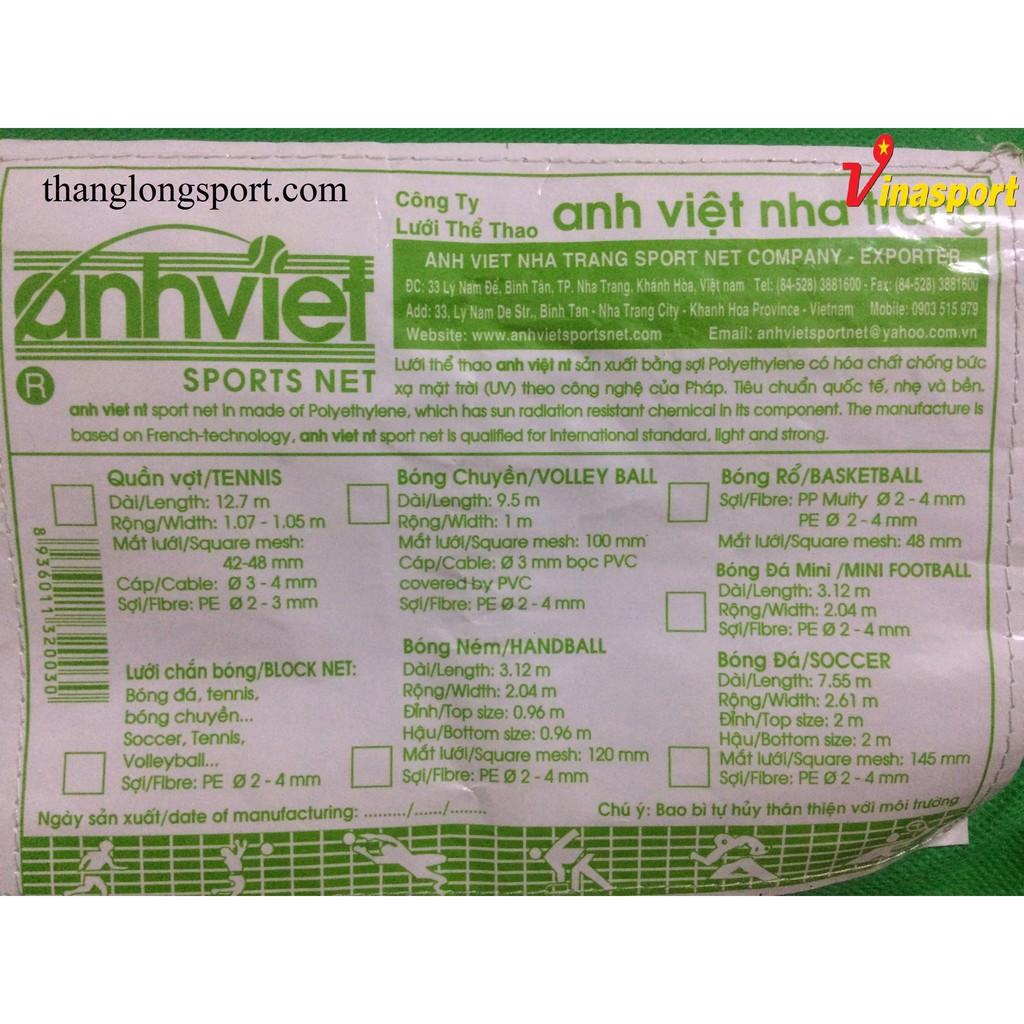 thanglongsport.com
Vinasport
anhviet
SPORTS NET
R
Công Ty
Lưới Thể Thao
anh việt nha trang
ANH VIET NHA TRANG SPORT NET COMPANY - EXPORTER
ĐC: 33 Lý Nam Đế, Bình Tân, TP. Nha Trang, Khánh Hòa, Việt nam Tel: (84-528) 3881600 - Fax: (84-528) 3881600
Add: 33, Ly Nam De Str., Binh Tan - Nha Trang City - Khanh Hoa Province - Vietnam Mobile: 0903 515 979
Website: www.anhvietsportsnet.com Email: anhvietsportnet@yahoo.com.vn
Lưới thể thao anh việt nt sản xuất bằng sợi Polyethylene có hóa chất chống bức
xạ mặt trời (UV) theo công nghệ của Pháp. Tiêu chuẩn quốc tế, nhẹ và bền.
anh viet nt sport net in made of Polyethylene, which has sun radiation resistant chemical in its component. The manufacture is
based on French-technology, anh viet nt sport net is qualified for International standard, light and strong.
Quần vợt/TENNIS
Dài/Length: 12.7 m
Rộng/Width: 1.07 - 1.05 m
Mắt lưới/Square mesh:
42-48 mm
Cáp/Cable: Ø 3 - 4 mm
Sợi/Fibre: PE Ø 2 - 3 mm
8936011320030
Lưới chắn bóng/BLOCK NET:
Bóng đá, tennis,
bóng chuyền...
Soccer, Tennis,
Volleyball...
Sợi/Fibre: PE Ø 2 - 4 mm
Bóng Chuyền/VOLLEY BALL
Dài/Length: 9.5 m
Rộng/Width: 1 m
Mắt lưới/Square mesh: 100 mm
Cáp/Cable: Ø 3 mm bọc PVC
covered by PVC
Sợi/Fibre: PE Ø 2 - 4 mm
Bóng Ném/HANDBALL
Dài/Length: 3.12 m
Rộng/Width: 2.04 m
Đỉnh/Top size: 0.96 m
Hậu/Bottom size: 0.96 m
Mắt lưới/Square mesh: 120 mm
Sợi/Fibre: PE Ø 2 - 4 mm
Bóng Rổ/BASKETBALL
Sợi/Fibre: PP Multy Ø 2 - 4 mm
PE Ø 2 - 4 mm
Mắt lưới/Square mesh: 48 mm
Bóng Đá Mini /MINI FOOTBALL
Dài/Length: 3.12 m
Rộng/Width: 2.04 m
Sợi/Fibre: PE Ø 2 - 4 mm
Bóng Đá/SOCCER
Dài/Length: 7.55 m
Rộng/Width: 2.61 m
Đỉnh/Top size: 2 m
Hậu/Bottom size: 2 m
Mắt lưới/Square mesh: 145 mm
Sợi/Fibre: PE Ø 2 - 4 mm
Ngày sản xuất/date of manufacturing: ........./....../........
Chú ý: Bao bì tự hủy thân thiện với môi trường